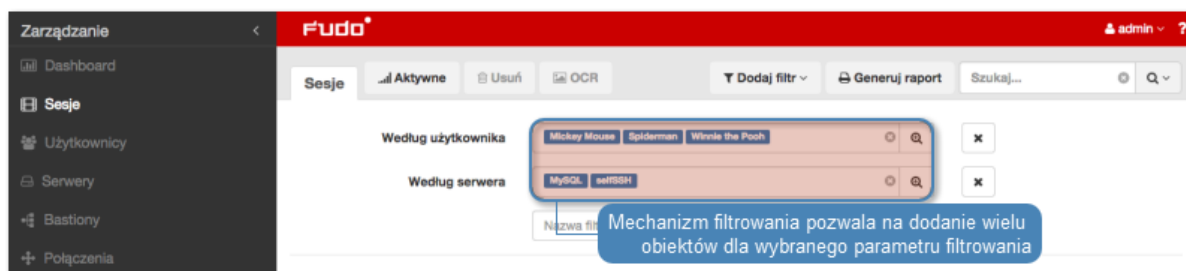 Zarządzanie
Fudo
admin
?
Dashboard
Sesje
Użytkownicy
Serwery
Bastiony
Połączenia
Sesje
Aktywne
Usuń
OCR
Dodaj filtr
Generuj raport
Szukaj...
Według użytkownika
Mickey Mouse Spiderman Winnie the Pooh
Według serwera
MySQL selfSSH
Nazwa fil
Mechanizm filtrowania pozwala na dodanie wielu
obiektów dla wybranego parametru filtrowania